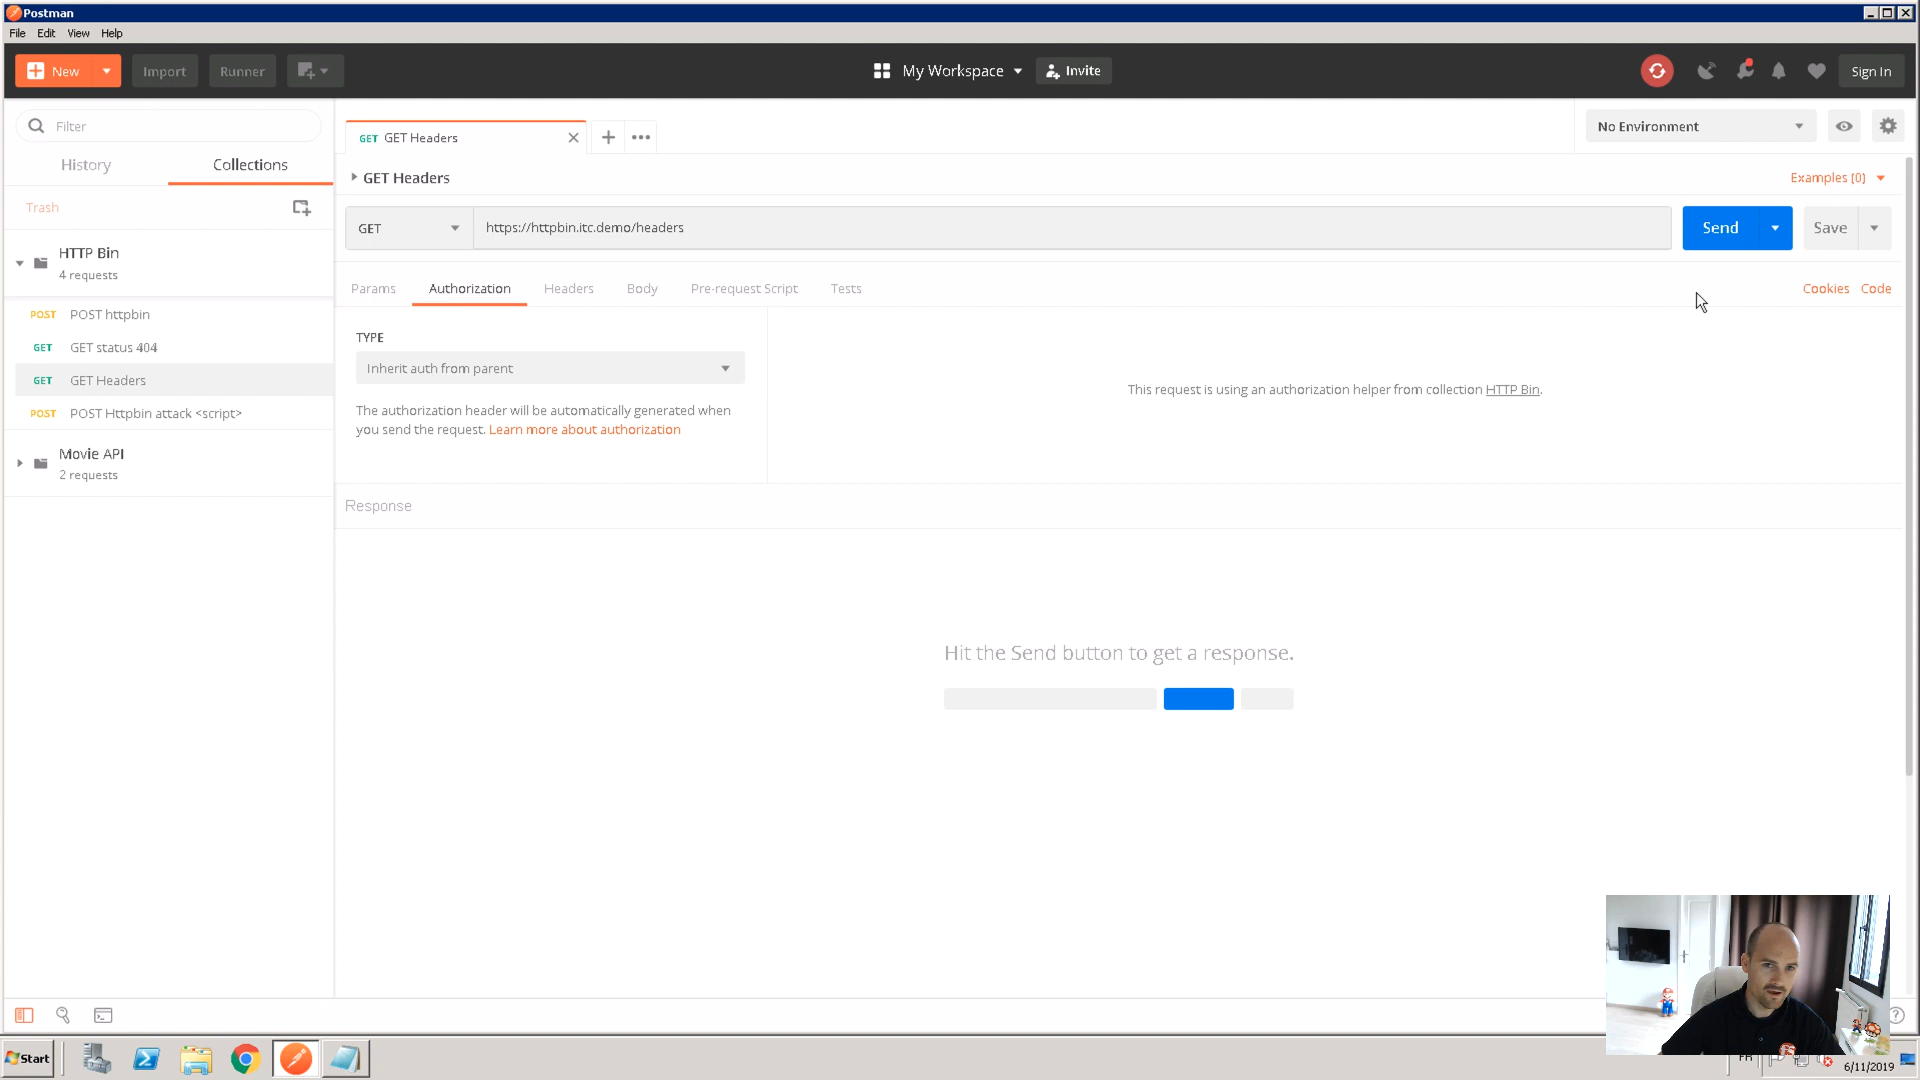 Postman
File Edit View Help
New Import Runner My Workspace Invite Sign In
Filter
History Collections
Trash
HTTP Bin
4 requests
POST POST httpbin
GET GET status 404
GET GET Headers
POST POST Httpbin attack <script>
Movie API
2 requests
GET GET Headers
No Environment
GET Headers
Examples (0)
GET https://httpbin.itc.demo/headers Send Save
Params Authorization Headers Body Pre-request Script Tests Cookies Code
TYPE
Inherit auth from parent
The authorization header will be automatically generated when
you send the request. Learn more about authorization
This request is using an authorization helper from collection HTTP Bin.
Response
Hit the Send button to get a response.
Start
FR
6/11/2019